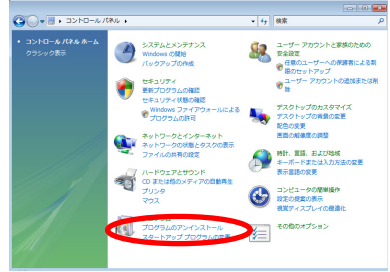 コントロール パネル
検索
コントロール パネル ホーム
クラシック表示
システムとメンテナンス
Windows の開始
バックアップの作成
セキュリティ
更新プログラムの確認
セキュリティ状態の確認
Windows ファイアウォールによる
プログラムの許可
ネットワークとインターネット
ネットワークの状態とタスクの表示
ファイルの共有の設定
ハードウェアとサウンド
CD または他のメディアの自動再生
プリンタ
マウス
プログラムのアンインストール
スタートアップ プログラムの変更
ユーザー アカウントと家族のための
安全設定
任意のユーザーへの保護者による制
限のセットアップ
ユーザー アカウントの追加または削
除
デスクトップのカスタマイズ
デスクトップの背景の変更
配色の変更
画面の解像度の調整
時計、言語、および地域
キーボードまたは入力方法の変更
表示言語の変更
コンピュータの簡単操作
設定の提案の表示
視覚ディスプレイの最適化
その他のオプション